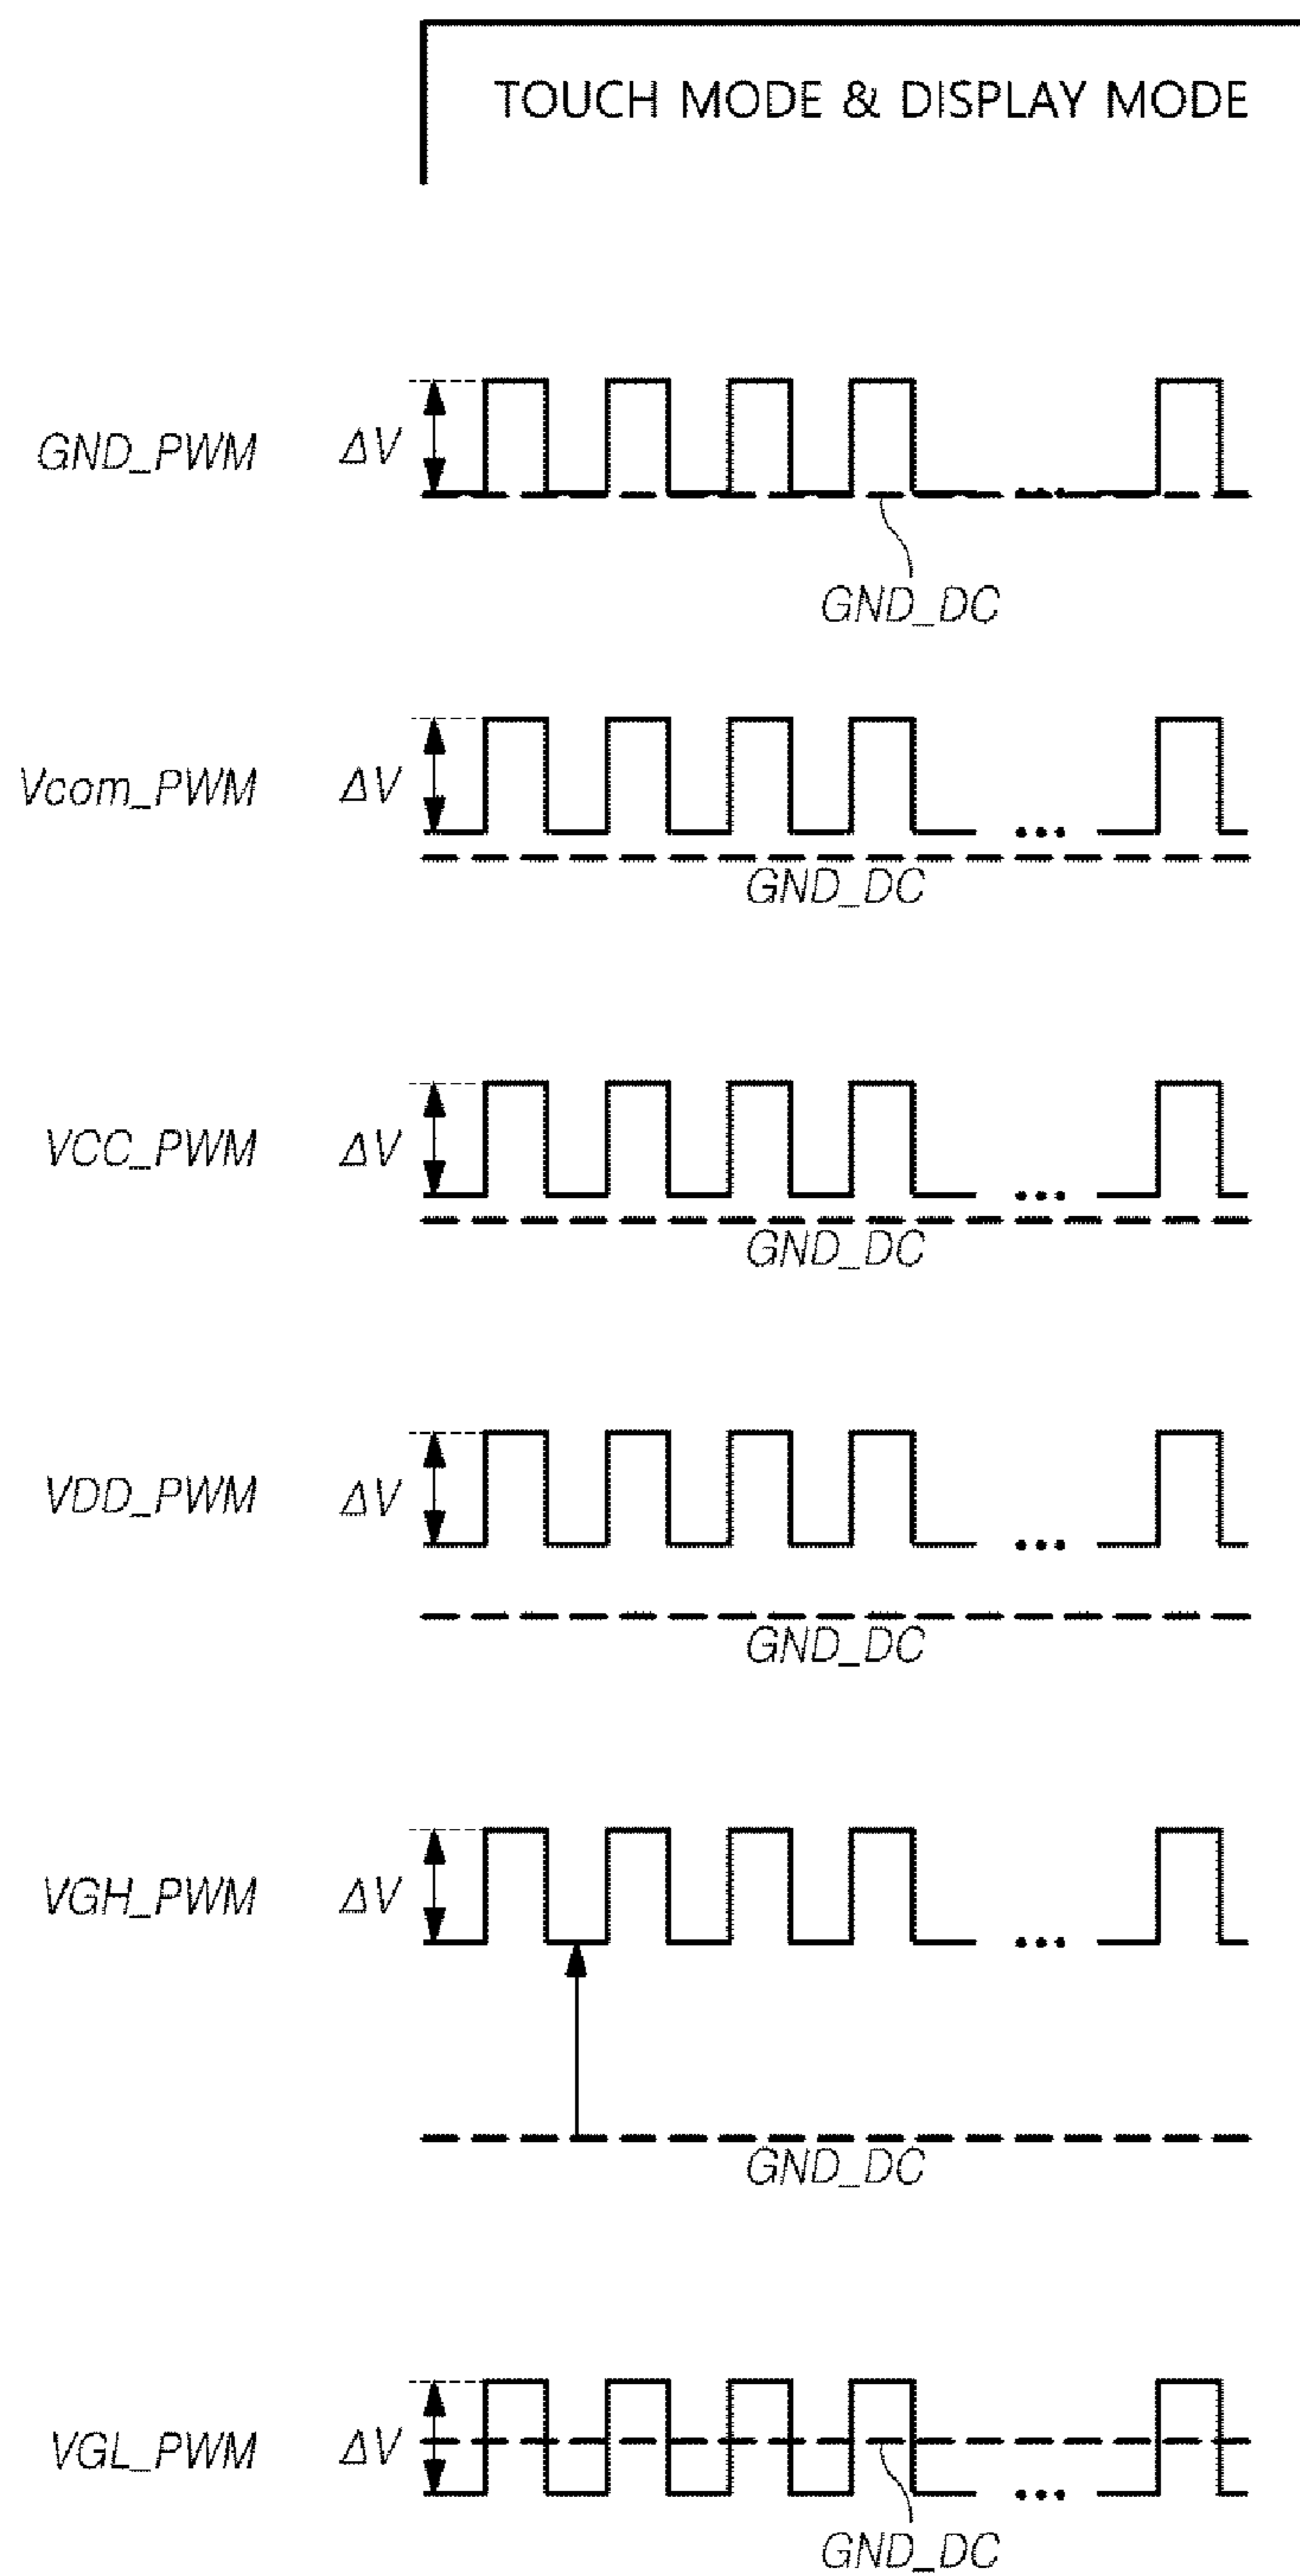 TOUCH MODE & DISPLAY MODE
GND_PWM ΔV
GND_DC
Vcom_PWM ΔV
GND_DC
VCC_PWM ΔV
GND_DC
VDD_PWM ΔV
GND_DC
VGH_PWM ΔV
GND_DC
VGL_PWM ΔV
GND_DC